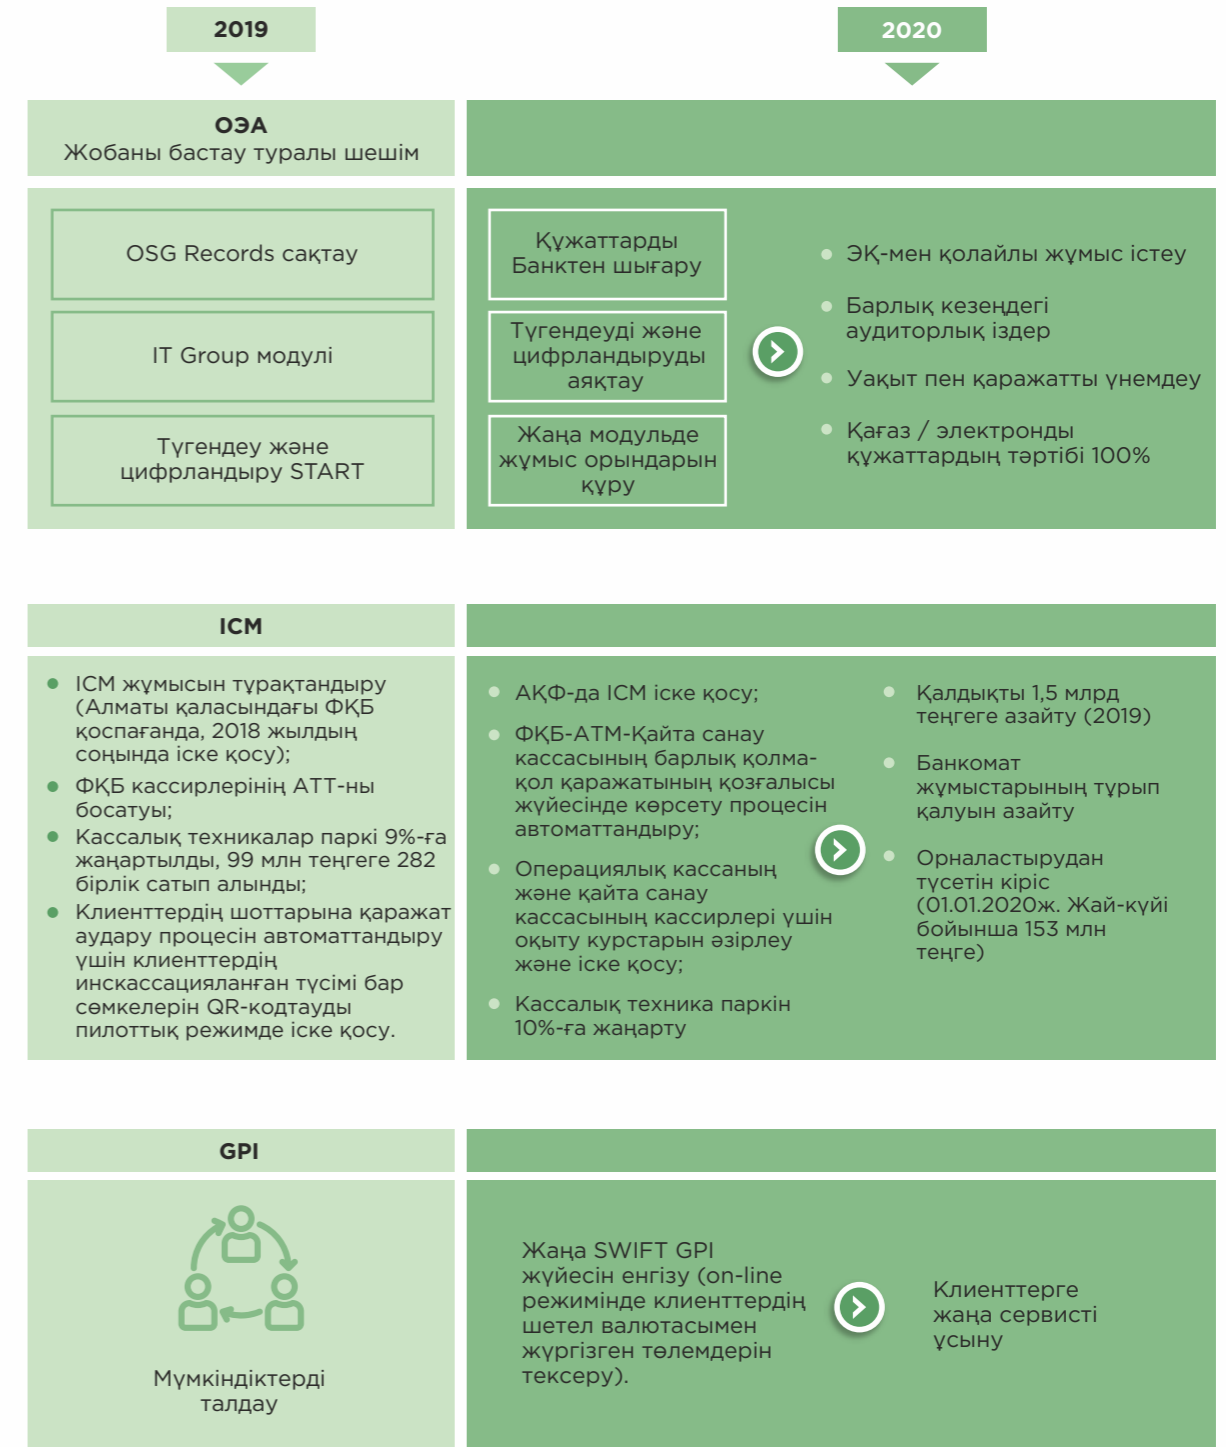 2019
2020
ОЭА
Жобаны бастау туралы шешім
OSG Records сақтау
IT Group модулі
Түгендеу және
цифрландыру START
Құжаттарды
Банктен шығару
Түгендеуді және
цифрландыруды
аяқтау
Жаңа модульде
жұмыс орындарын
құру
ЭҚ-мен қолайлы жұмыс істеу
Барлық кезеңдегі
аудиторлық іздер
Уақыт пен қаражатты үнемдеу
Қағаз / электронды
құжаттардың тәртібі 100%
ICM
ICM жұмысын тұрақтандыру
(Алматы қаласындағы ФҚБ
қоспағанда, 2018 жылдың
соңында іске қосу);
ФҚБ кассирлерінің АТТ-ны
босатуы;
Кассалық техникалар паркі 9%-ға
жаңартылды, 99 млн теңгеге 282
бірлік сатып алынды;
Клиенттердің шоттарына қаражат
аудару процесін автоматтандыру
үшін клиенттердің
инскассацияланған түсімі бар
сөмкелерін QR-кодтауды
пилоттық режимде іске қосу.
АҚФ-да ICM іске қосу;
ФҚБ-АТМ-Қайта санау
кассасының барлық қолма-
қол қаражатының қозғалысы
жүйесінде көрсету процесін
автоматтандыру;
Операциялық кассаның
және қайта санау
кассасының кассирлері үшін
оқыту курстарын әзірлеу
және іске қосу;
Кассалық техника паркін
10%-ға жаңарту
Қалдықты 1,5 млрд
теңгеге азайту (2019)
Банкомат
жұмыстарының тұрып
қалуын азайту
Орналастырудан
түсетін кіріс
(01.01.2020ж. Жай-күйі
бойынша 153 млн
теңге)
GPI
Мүмкіндіктерді
талдау
Жаңа SWIFT GPI
жүйесін енгізу (on-line
режимінде клиенттердің
шетел валютасымен
жүргізген төлемдерін
тексеру).
Клиенттерге
жаңа сервисті
ұсыну